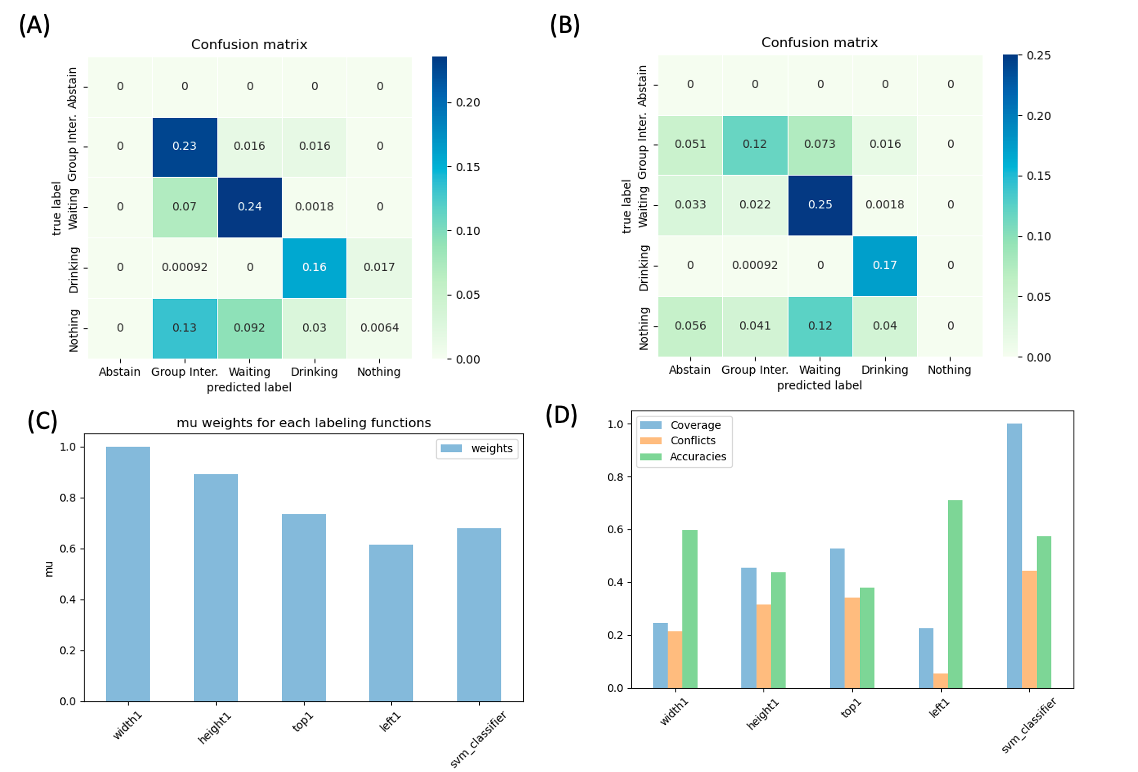 (A)
Confusion matrix
true label
Abstain
Group Inter.
Waiting
Drinking
Nothing
0 0 0 0 0
0 0.23 0.016 0.016 0
0 0.07 0.24 0.0018 0
0 0.00092 0 0.16 0.017
0 0.13 0.092 0.03 0.0064
Abstain Group Inter. Waiting Drinking Nothing
predicted label
0.20
0.15
0.10
0.05
0.00
(B)
Confusion matrix
true label
Abstain
Group Inter.
Waiting
Drinking
Nothing
0 0 0 0 0
0.051 0.12 0.073 0.016 0
0.033 0.022 0.25 0.0018 0
0 0.00092 0 0.17 0
0.056 0.041 0.12 0.04 0
Abstain Group Inter. Waiting Drinking Nothing
predicted label
0.25
0.20
0.15
0.10
0.05
0.00
(C)
mu weights for each labeling functions
weights
mu
1.0
0.8
0.6
0.4
0.2
0.0
width1
height1
top1
left1
svm_classifier
(D)
Coverage
Conflicts
Accuracies
1.0
0.8
0.6
0.4
0.2
0.0
width1
height1
top1
left1
svm_classifier